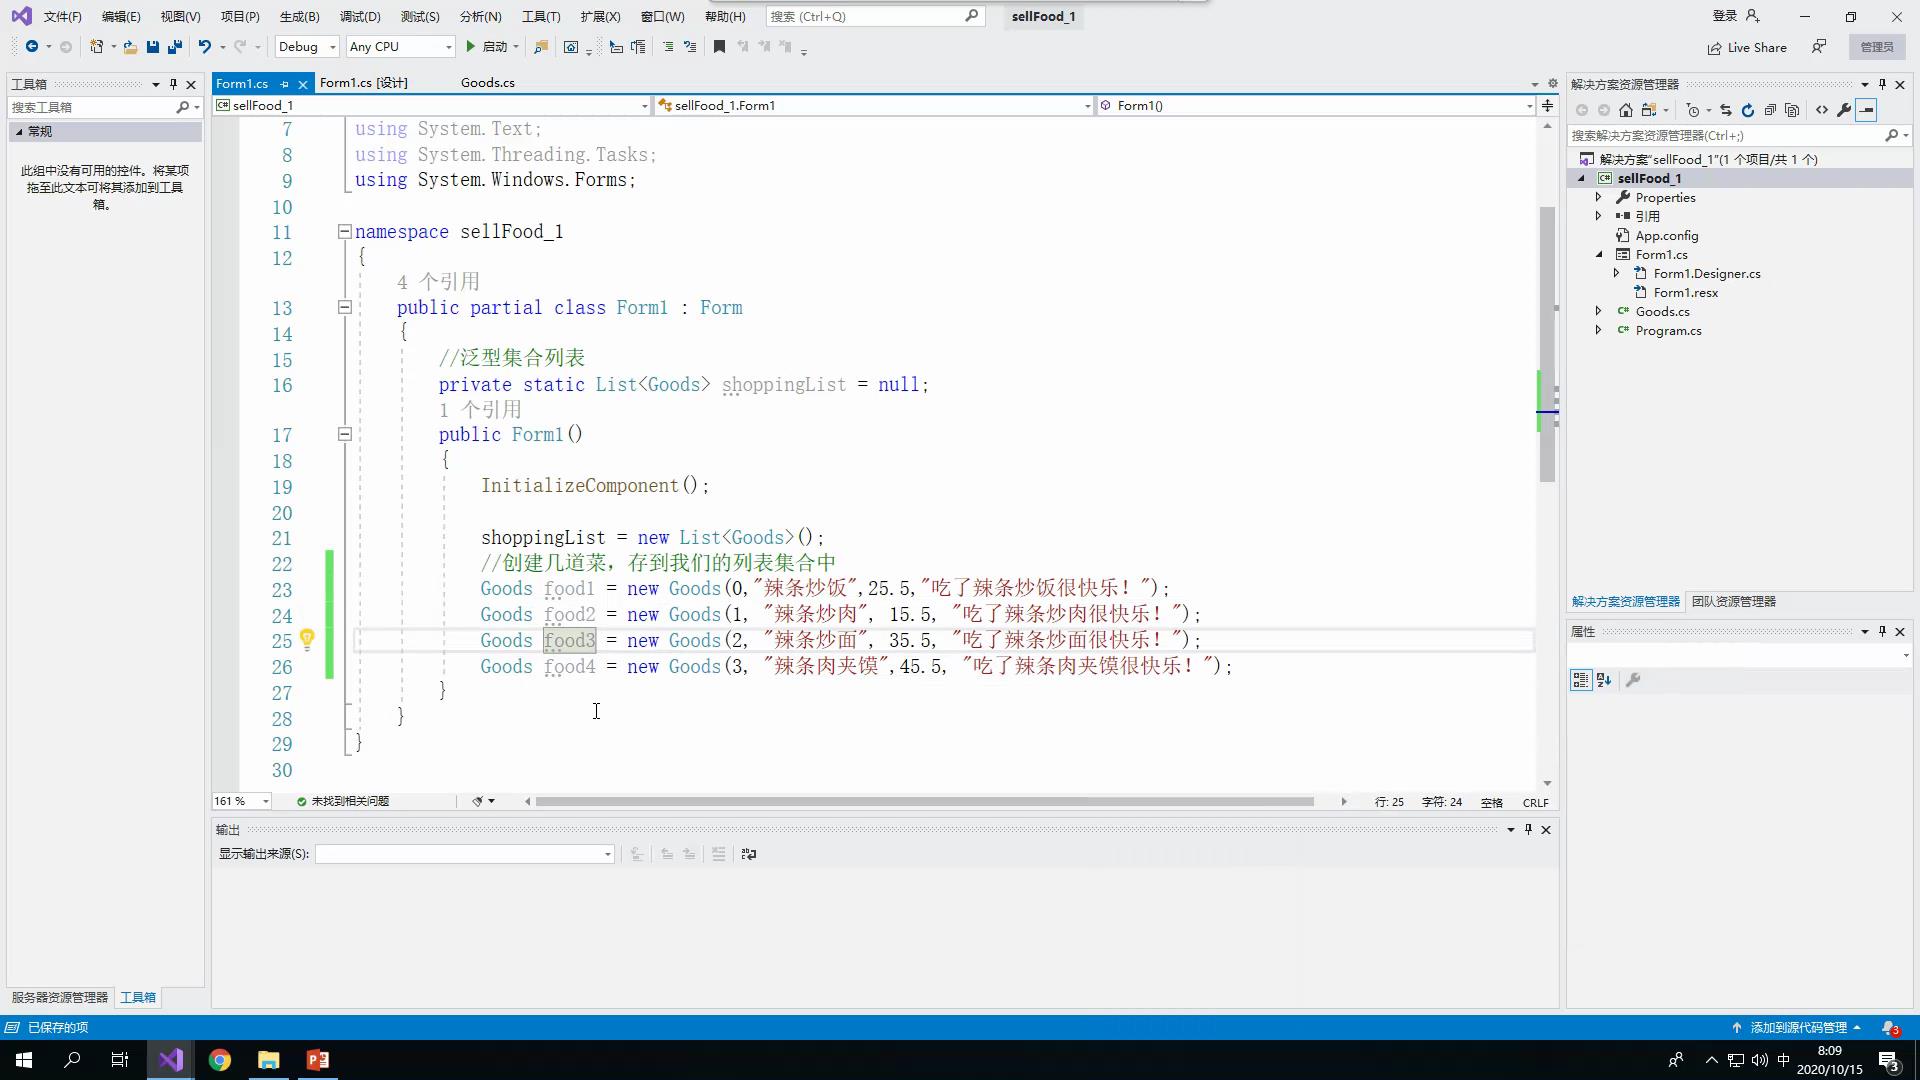 文件(F) 编辑(E) 视图(V) 项目(P) 生成(B) 调试(D) 测试(S) 分析(N) 工具(T) 扩展(X) 窗口(W) 帮助(H) 搜索 (Ctrl+Q) sellFood_1 登录
Debug Any CPU 启动 Live Share 管理员
工具箱
搜索工具箱
常规
此组中没有可用的控件。将某项
拖至此文本可将其添加到工具
箱。
服务器资源管理器 工具箱
Form1.cs Form1.cs [设计] Goods.cs
sellFood_1 sellFood_1.Form1 Form1()
7 using System.Text;
8 using System.Threading.Tasks;
9 using System.Windows.Forms;
10
11 namespace sellFood_1
12 {
4 个引用
13 public partial class Form1 : Form
14 {
15 //泛型集合列表
16 private static List<Goods> shoppingList = null;
1 个引用
17 public Form1()
18 {
19 InitializeComponent();
20
21 shoppingList = new List<Goods>();
22 //创建几道菜，存到我们的列表集合中
23 Goods food1 = new Goods(0,"辣条炒饭",25.5,"吃了辣条炒饭很快乐！");
24 Goods food2 = new Goods(1, "辣条炒肉", 15.5, "吃了辣条炒肉很快乐！");
25 Goods food3 = new Goods(2, "辣条炒面", 35.5, "吃了辣条炒面很快乐！");
26 Goods food4 = new Goods(3, "辣条肉夹馍",45.5, "吃了辣条肉夹馍很快乐！");
27 }
28 }
29 }
30
161 % 未找到相关问题 行: 25 字符: 24 空格 CRLF
输出
显示输出来源(S):
解决方案资源管理器
搜索解决方案资源管理器(Ctrl+;)
解决方案"sellFood_1"(1 个项目/共 1 个)
sellFood_1
Properties
引用
App.config
Form1.cs
Form1.Designer.cs
Form1.resx
Goods.cs
Program.cs
解决方案资源管理器 团队资源管理器
属性
已保存的项 添加到源代码管理 3
中 8:09
2020/10/15 3